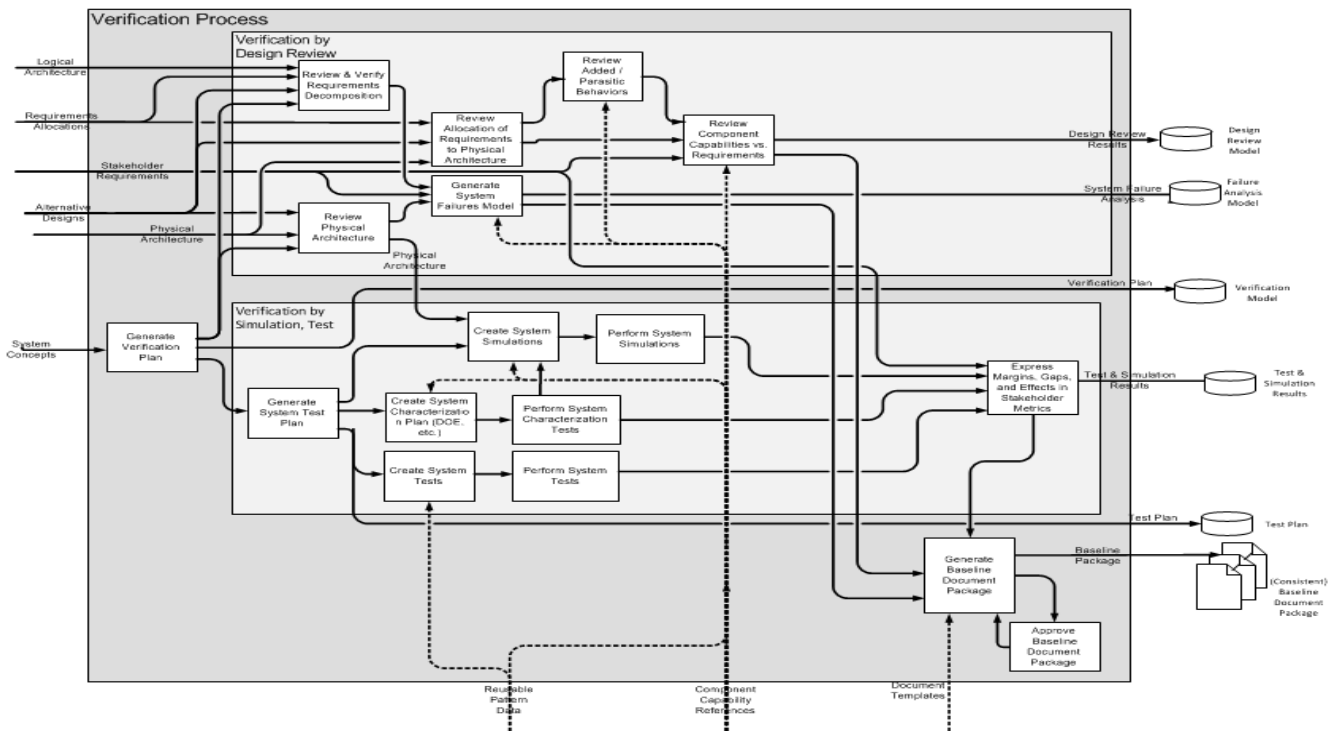 Verification Process
Verification by
Design Review
Logical
Architecture
Review & Verify
Requirements
Decomposition
Review
Added /
Parasitic
Behaviors
Requirements
Allocations
Review
Allocation of
Requirements
to Physical
Architecture
Review
Component
Capabilities vs.
Requirements
Design Review
Results
Design
Review
Model
Stakeholder
Requirements
Generate
System
Failures Model
System Failure
Analysis
Failure
Analysis
Model
Alternative
Designs
Physical
Architecture
Review
Physical
Architecture
Physical
Architecture
Verification Plan
Verification
Model
Verification by
Simulation, Test
System
Concepts
Generate
Verification
Plan
Create System
Simulations
Perform System
Simulations
Express
Margins, Gaps,
and Effects in
Stakeholder
Metrics
Test & Simulation
Results
Test &
Simulation
Results
Generate
System Test
Plan
Create System
Characterizatio
n Plan (DOE,
etc.)
Perform System
Characterization
Tests
Create System
Tests
Perform System
Tests
Test Plan
Test Plan
Generate
Baseline
Document
Package
Baseline
Package
(Consistent)
Baseline
Document
Package
Approve
Baseline
Document
Package
Reusable
Pattern
Data
Component
Capability
References
Document
Templates